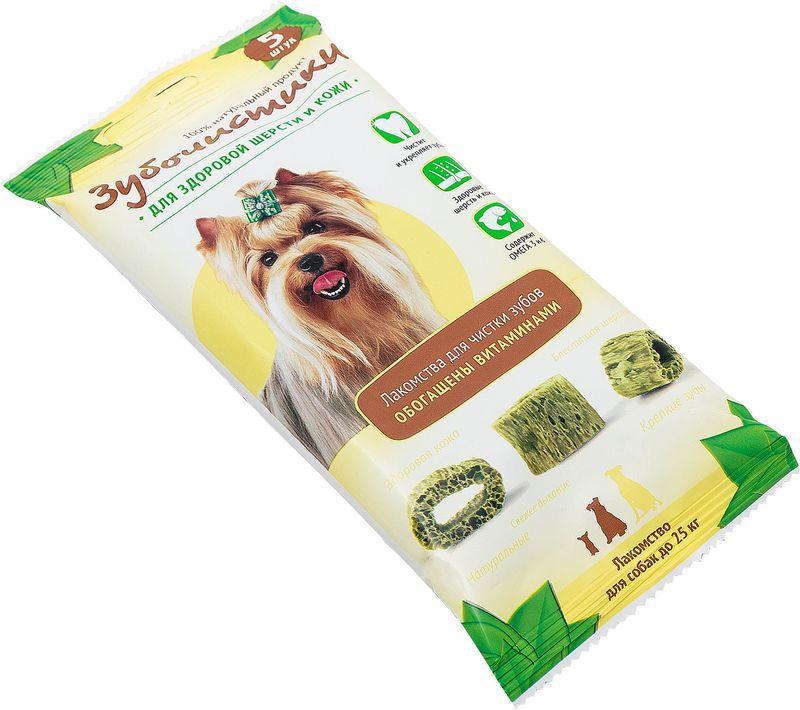 5
штук
100% натуральный продукт
Зубочистики
• ДЛЯ ЗДОРОВОЙ ШЕРСТИ И КОЖИ •
Чистит
и укрепляет зубы
Здоровые
шерсть и кожа
Содержит
ОМЕГА 3 и 6
Лакомства для чистки зубов
ОБОГАЩЕНЫ ВИТАМИНАМИ
Блестящая шерсть
Здоровая кожа
Крепкие зубы
Свежее дыхание
Натуральные
Лакомство
для собак до 25 кг